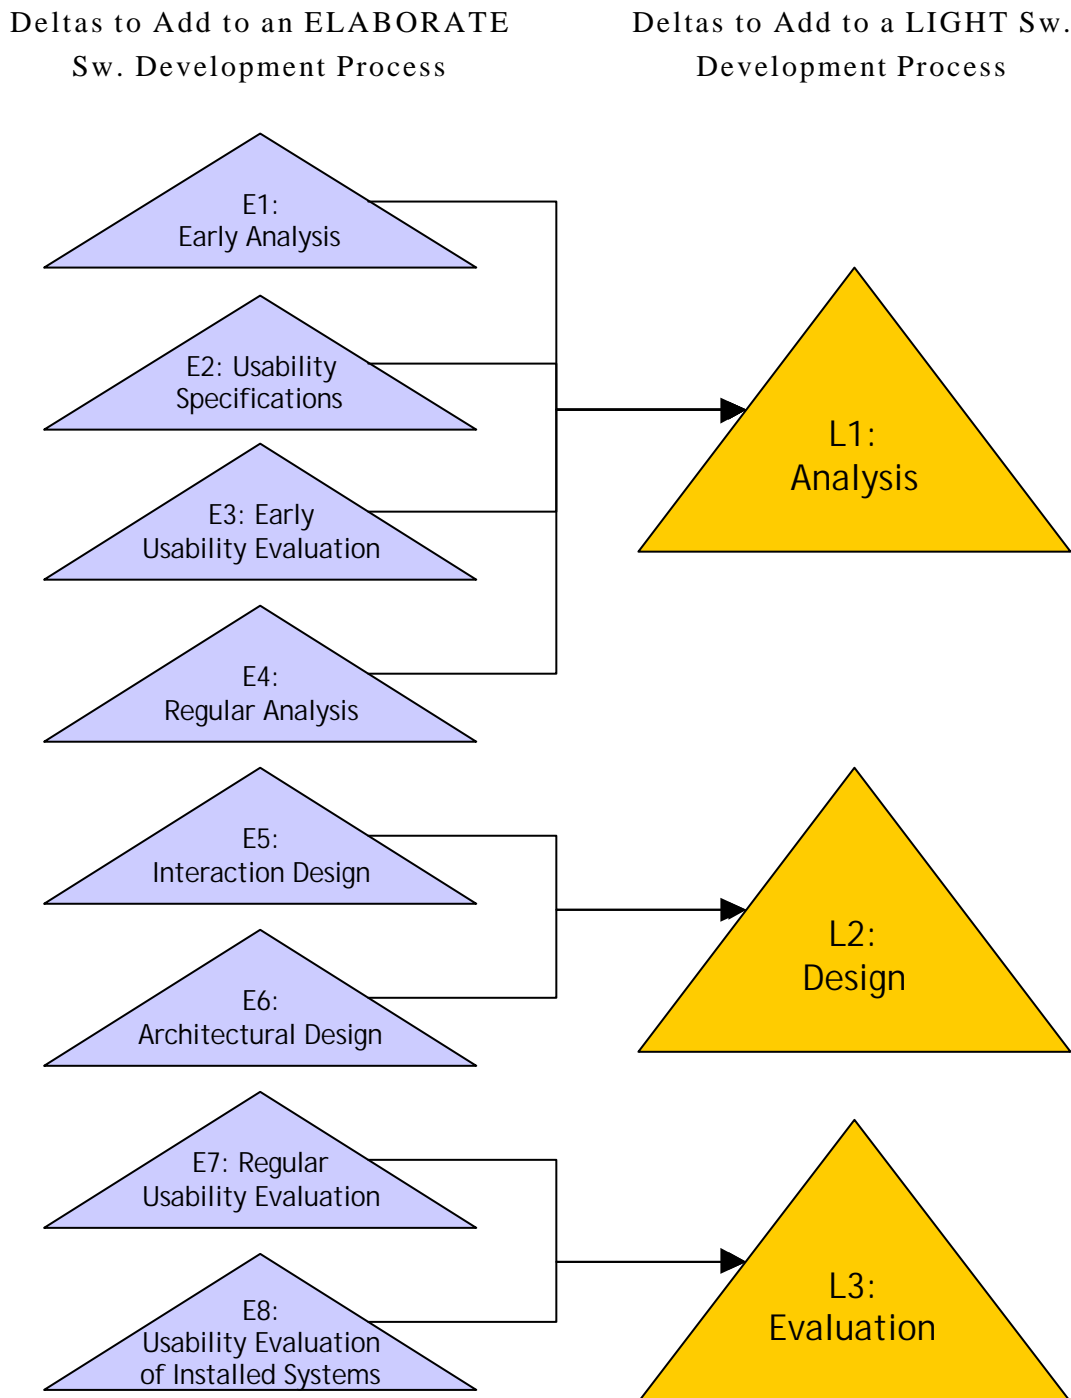 Deltas to Add to an ELABORATE
Sw. Development Process
Deltas to Add to a LIGHT Sw.
Development Process
E1:
Early Analysis
E2: Usability
Specifications
E3: Early
Usability Evaluation
E4:
Regular Analysis
L1:
Analysis
E5:
Interaction Design
E6:
Architectural Design
L2:
Design
E7: Regular
Usability Evaluation
E8:
Usability Evaluation
of Installed Systems
L3:
Evaluation